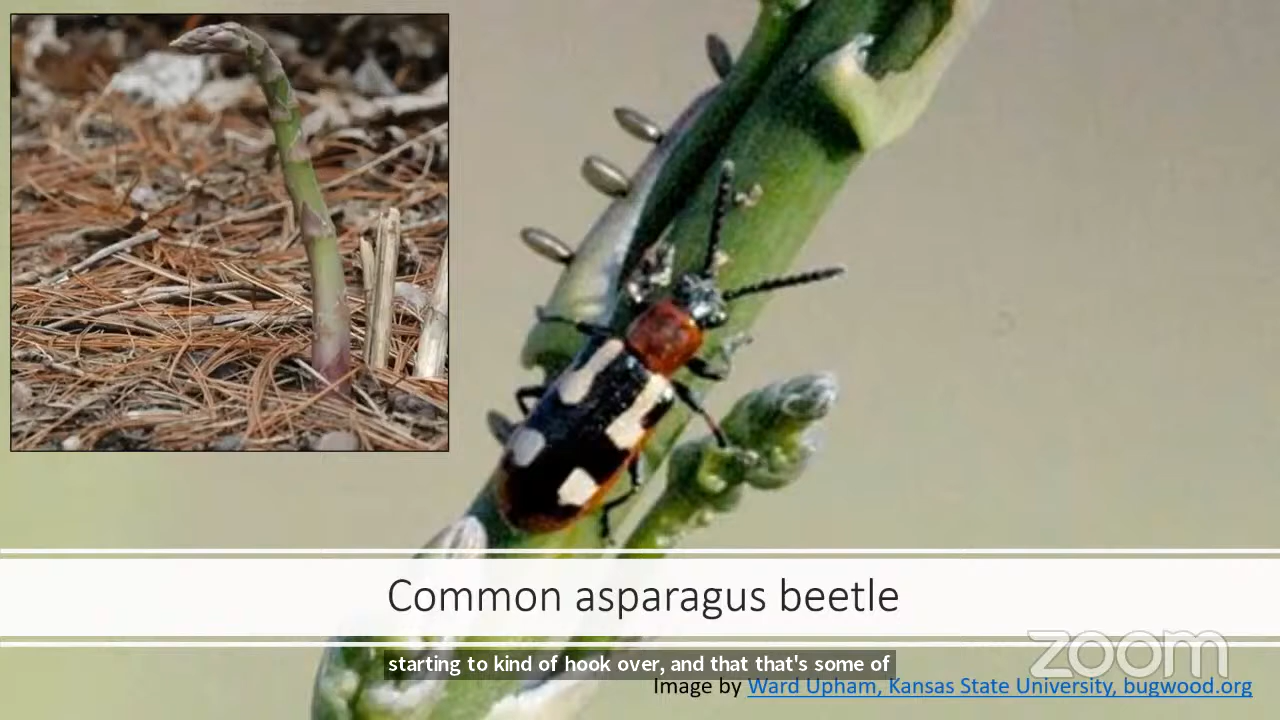 Common asparagus beetle
zoom
starting to kind of hook over, and that that's some of
Image by Ward Upham, Kansas State University, bugwood.org